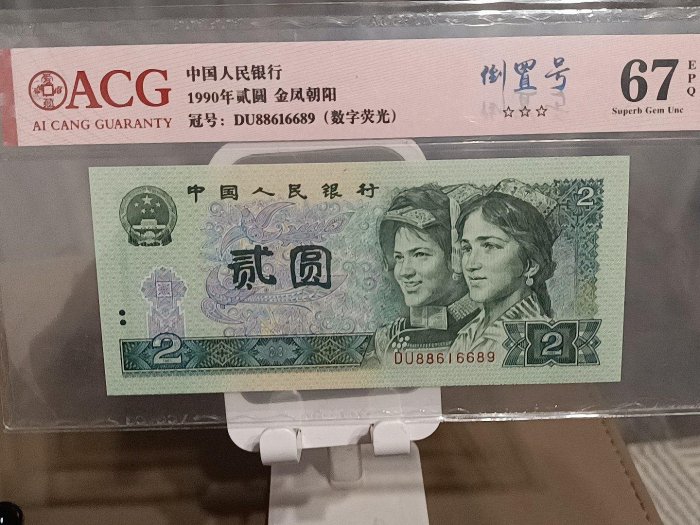 ACG
AI CANG GUARANTY
中国人民银行
1990年贰圆 金凤朝阳
冠号：DU88616689（数字荧光）
倒置号
☆☆☆
67
EPQ
Superb Gem Unc
中国人民银行
贰圆
2
2
DU88616689
2